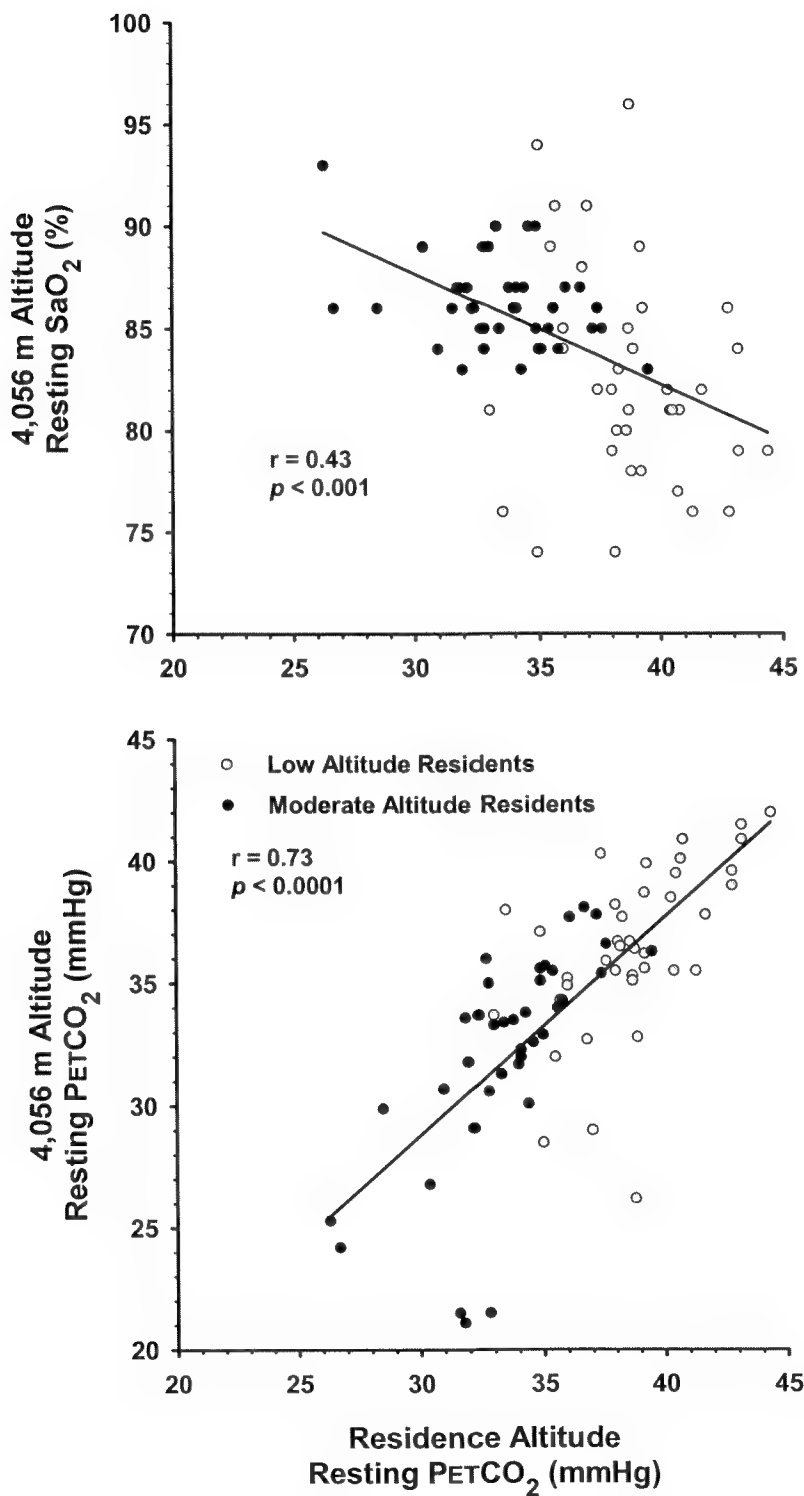 100
95
90
85
80
75
70
4,056 m Altitude
Resting SaO2 (%)
r = 0.43
p < 0.001
20 25 30 35 40 45
45
40
35
30
25
20
4,056 m Altitude
Resting PETCO2 (mmHg)
Low Altitude Residents
Moderate Altitude Residents
r = 0.73
p < 0.0001
20 25 30 35 40 45
Residence Altitude
Resting PETCO2 (mmHg)